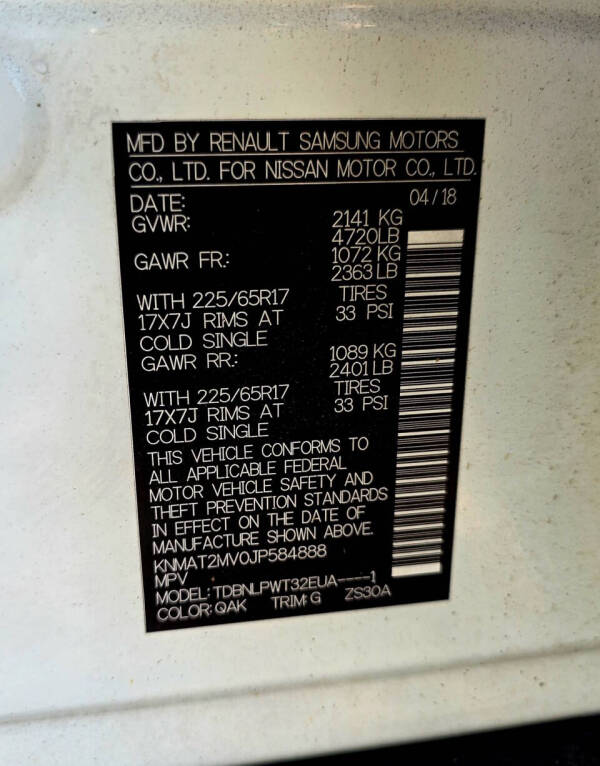 MFD BY RENAULT SAMSUNG MOTORS
CO., LTD. FOR NISSAN MOTOR CO., LTD.
DATE: 04/18
GVWR: 2141 KG
4720LB
GAWR FR.: 1072 KG
2363 LB
WITH 225/65R17 TIRES
17X7J RIMS AT 33 PSI
COLD SINGLE
GAWR RR.: 1089 KG
2401 LB
WITH 225/65R17 TIRES
17X7J RIMS AT 33 PSI
COLD SINGLE
THIS VEHICLE CONFORMS TO
ALL APPLICABLE FEDERAL
MOTOR VEHICLE SAFETY AND
THEFT PREVENTION STANDARDS
IN EFFECT ON THE DATE OF
MANUFACTURE SHOWN ABOVE.
KNMAT2MV0JP584888
MPV
MODEL: TDBNLPWT32EUA----1
COLOR: QAK TRIM: G ZS30A